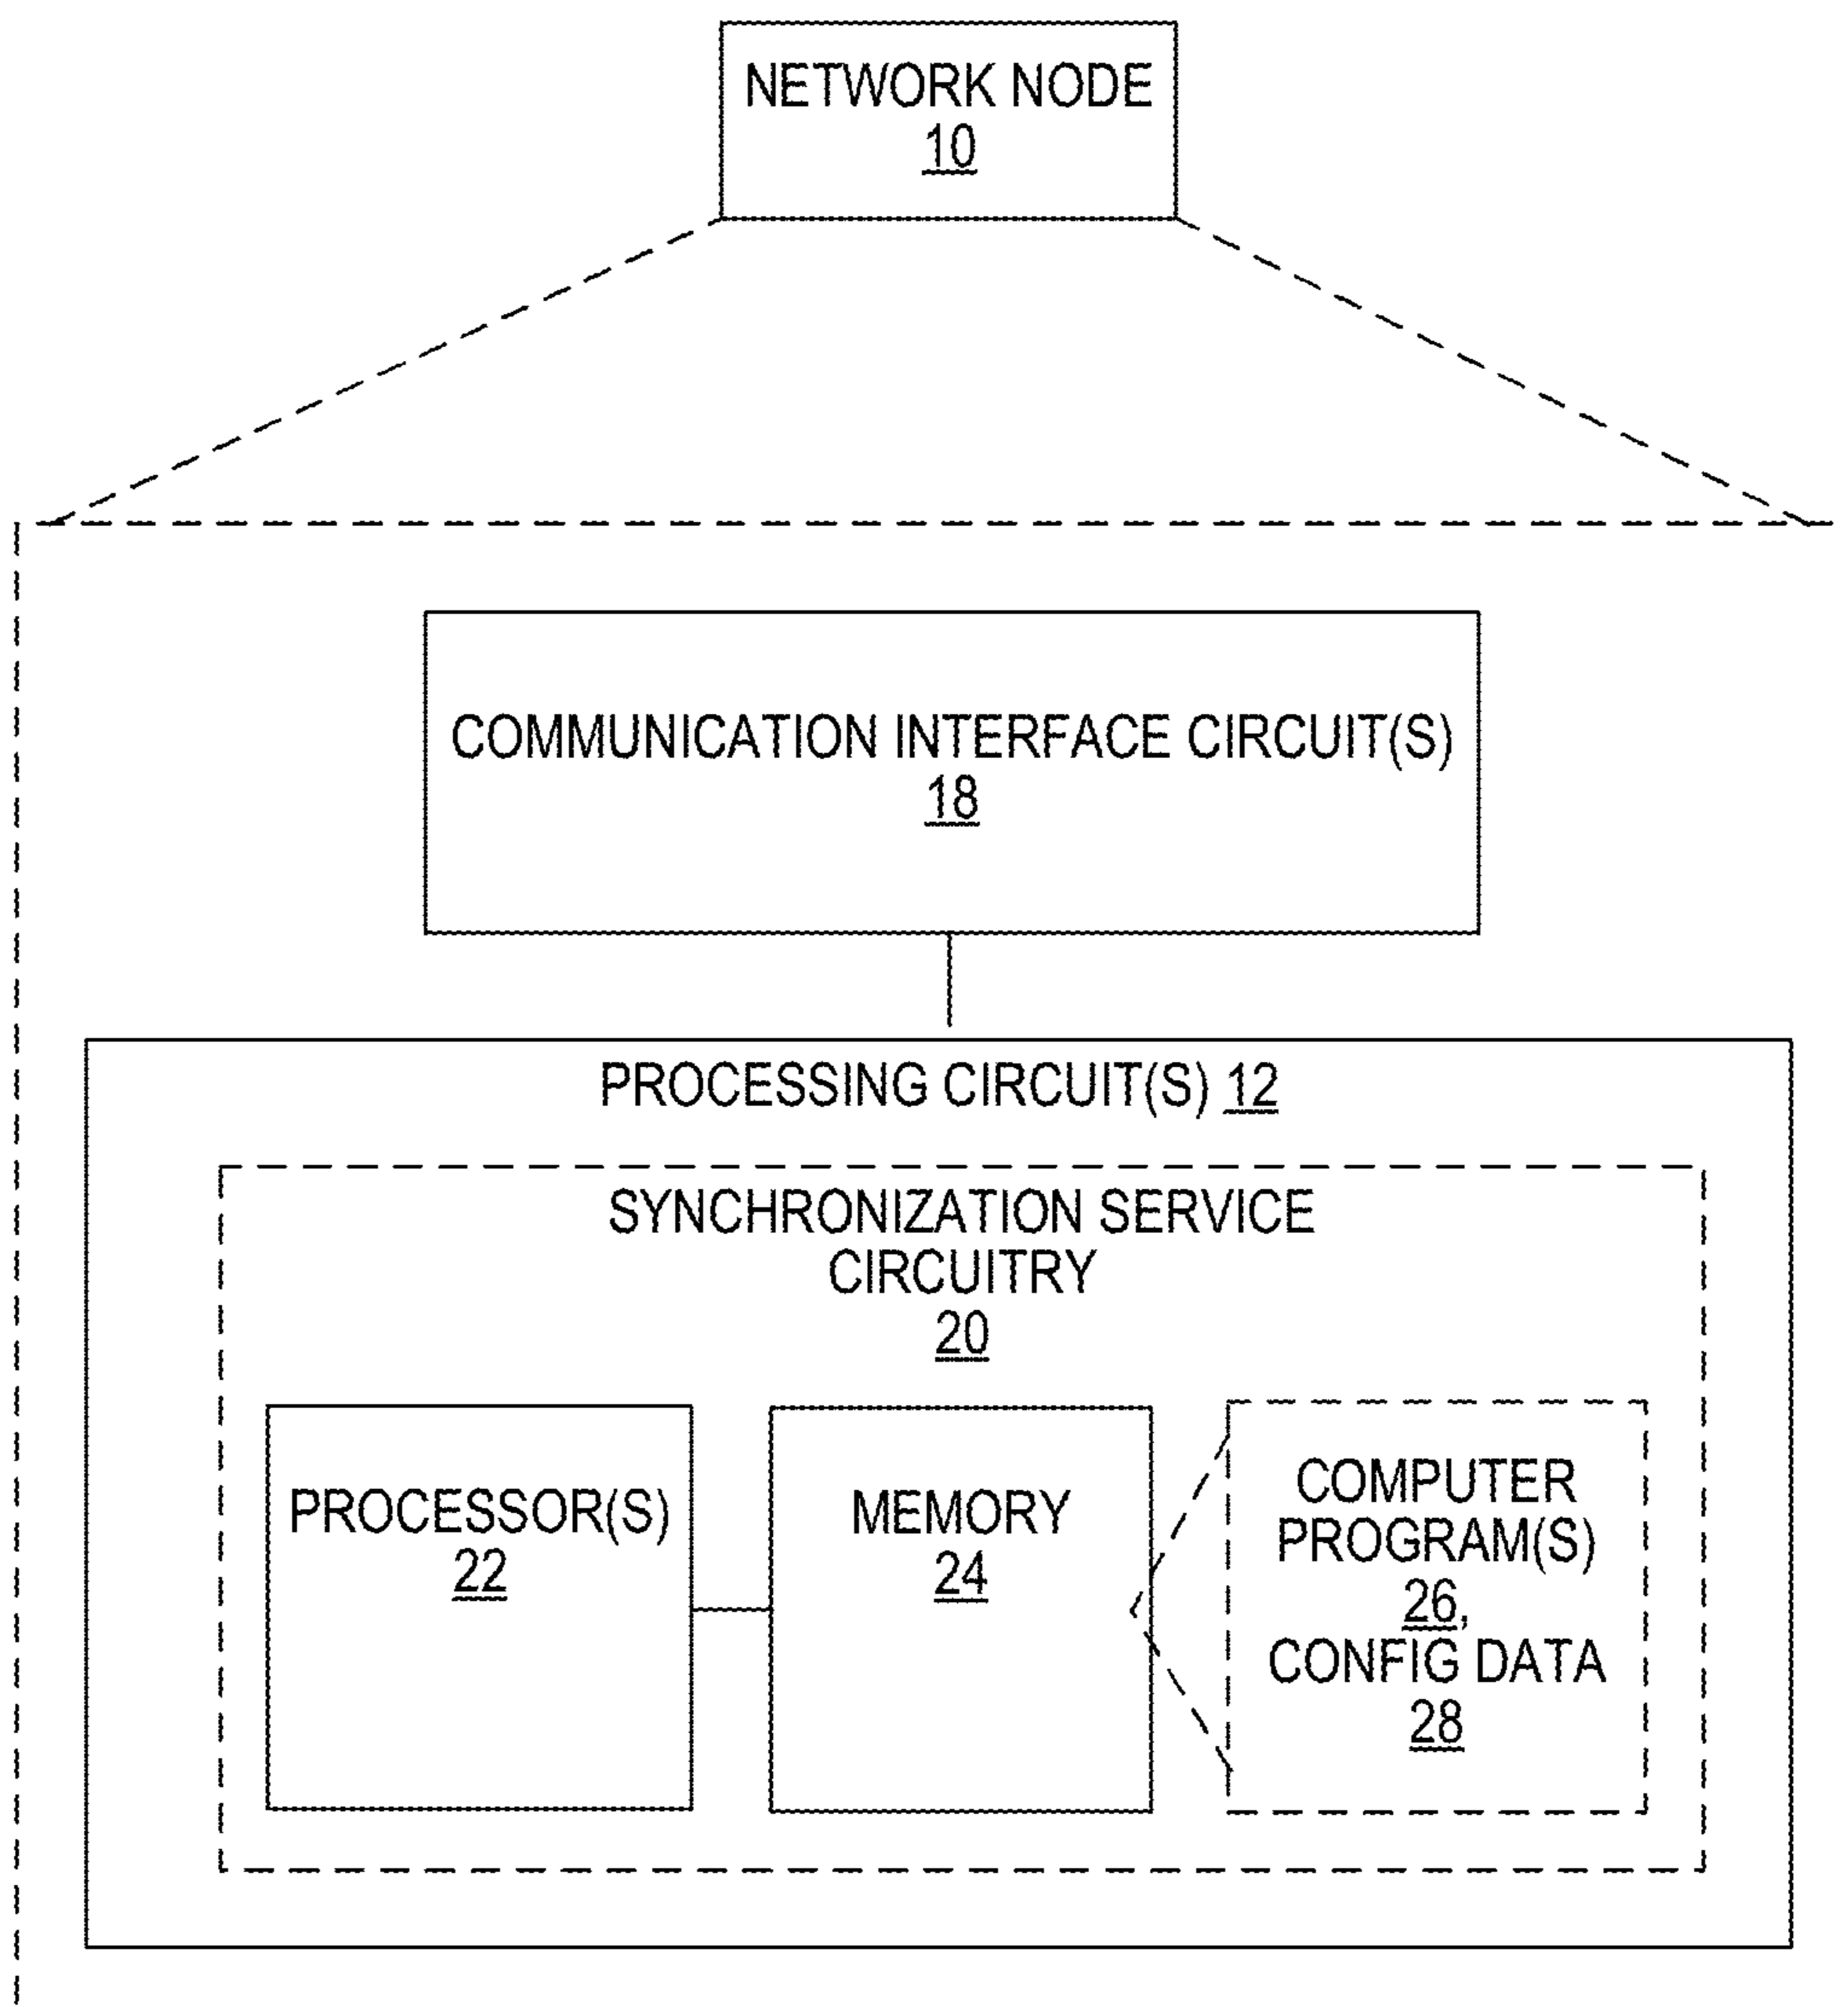 NETWORK NODE
10
COMMUNICATION INTERFACE CIRCUIT(S)
18
PROCESSING CIRCUIT(S) 12
SYNCHRONIZATION SERVICE
CIRCUITRY
20
PROCESSOR(S)
22
MEMORY
24
COMPUTER
PROGRAM(S)
26,
CONFIG DATA
28